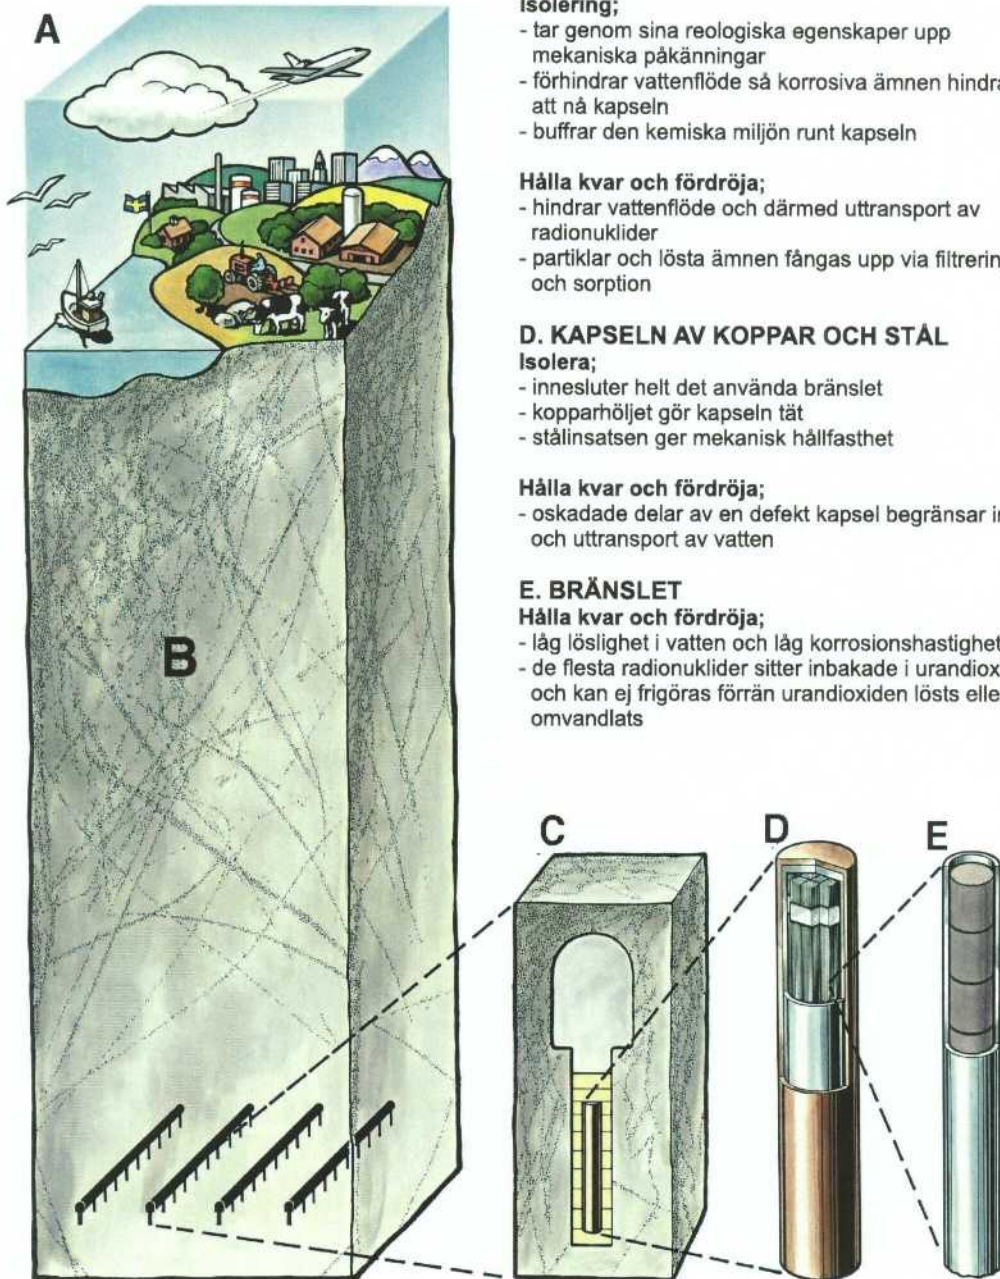 A
Isolering;
- tar genom sina reologiska egenskaper upp
mekaniska påkänningar
- förhindrar vattenflöde så korrosiva ämnen hindra
att nå kapseln
- buffrar den kemiska miljön runt kapseln
Hålla kvar och fördröja;
- hindrar vattenflöde och därmed uttransport av
radionuklider
- partiklar och lösta ämnen fångas upp via filtrerin
och sorption
D. KAPSELN AV KOPPAR OCH STÅL
Isolera;
- innesluter helt det använda bränslet
- kopparhöljet gör kapseln tät
- stålinsatsen ger mekanisk hållfasthet
Hålla kvar och fördröja;
- oskadade delar av en defekt kapsel begränsar in
och uttransport av vatten
E. BRÄNSLET
Hålla kvar och fördröja;
- låg löslighet i vatten och låg korrosionshastighet
- de flesta radionuklider sitter inbakade i urandiox
och kan ej frigöras förrän urandioxiden lösts elle
omvandlats
B
C
D
E